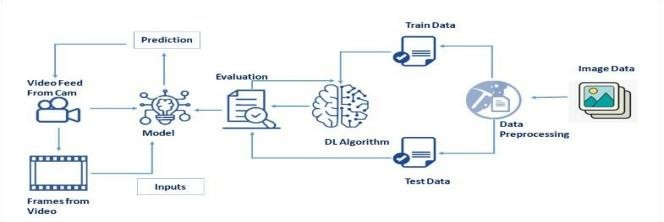 Train Data
Prediction
Image Data
Evaluation
Video Feed
From Cam
Model
DL Algorithm
Data
Preprocessing
Test Data
Inputs
Frames from
Video